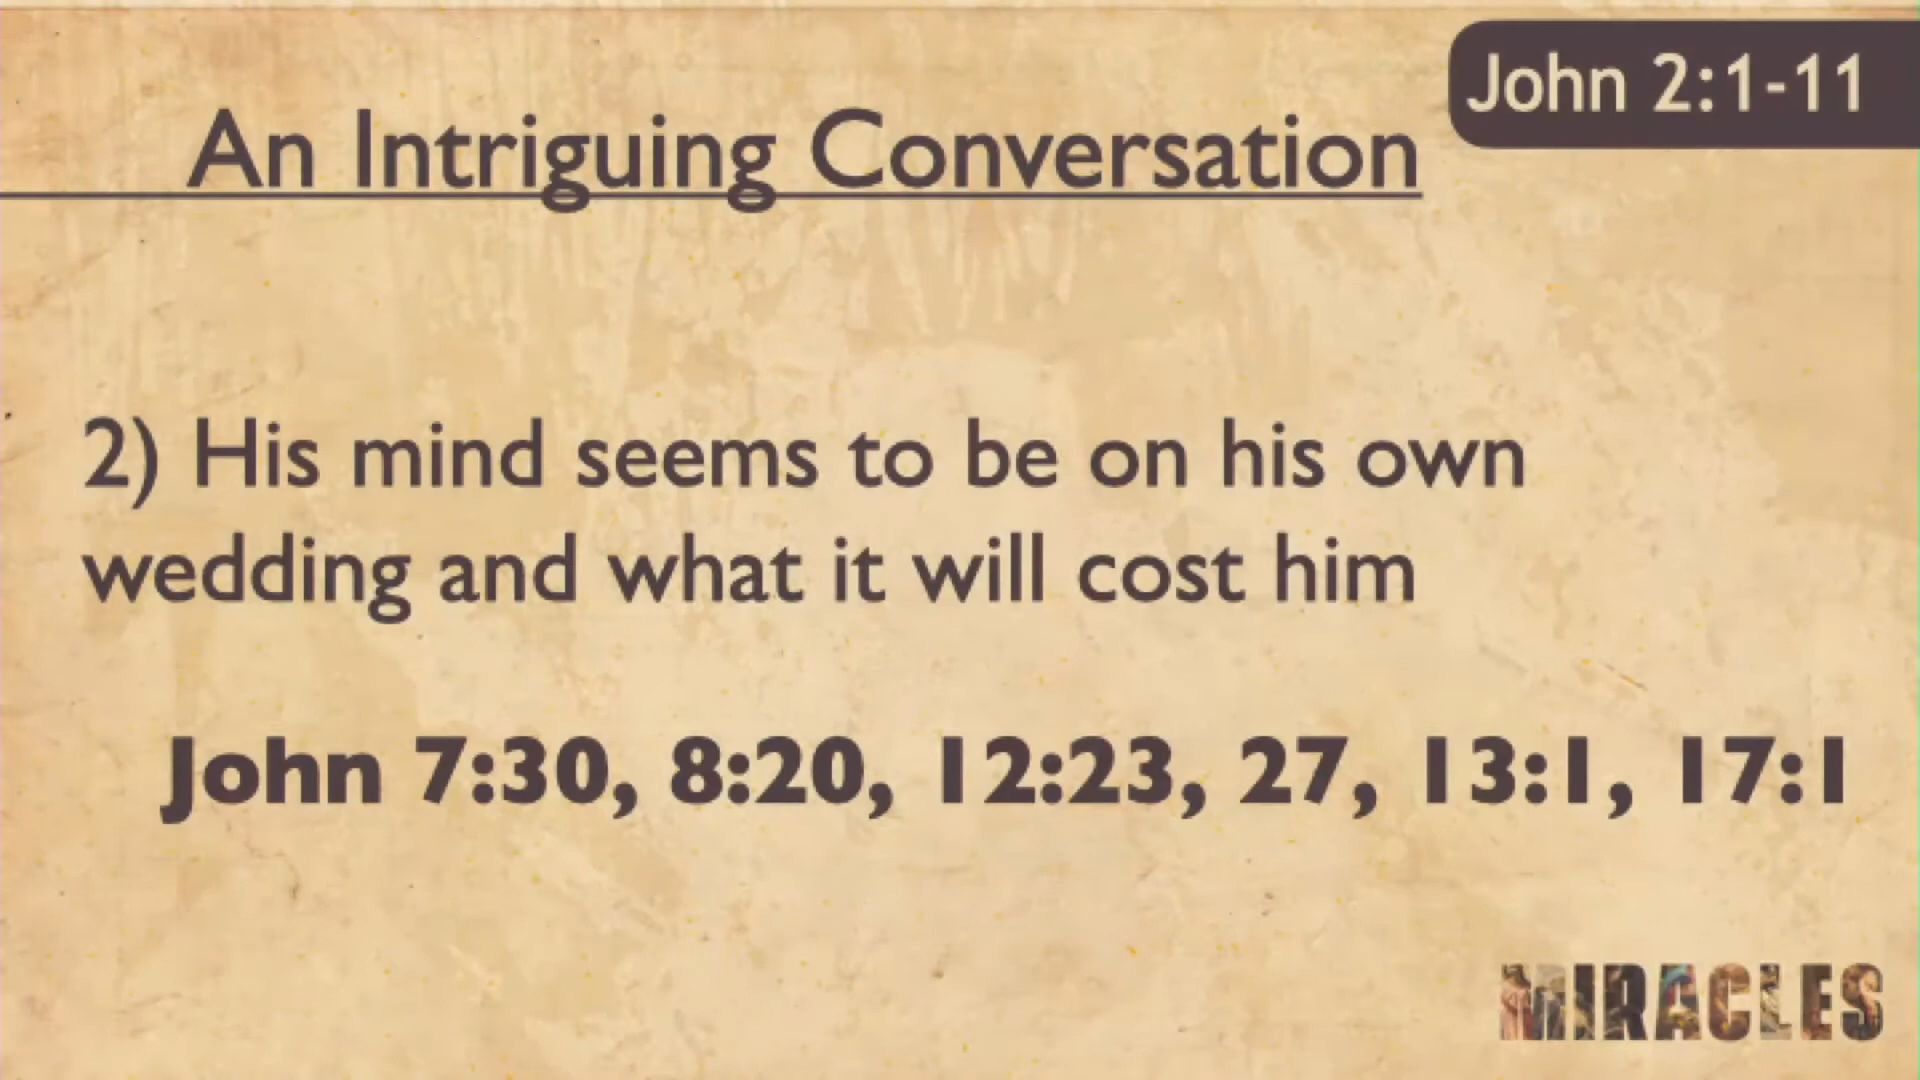 John 2:1-11
An Intriguing Conversation
2) His mind seems to be on his own
wedding and what it will cost him
John 7:30, 8:20, 12:23, 27, 13:1, 17:1
MIRACLES